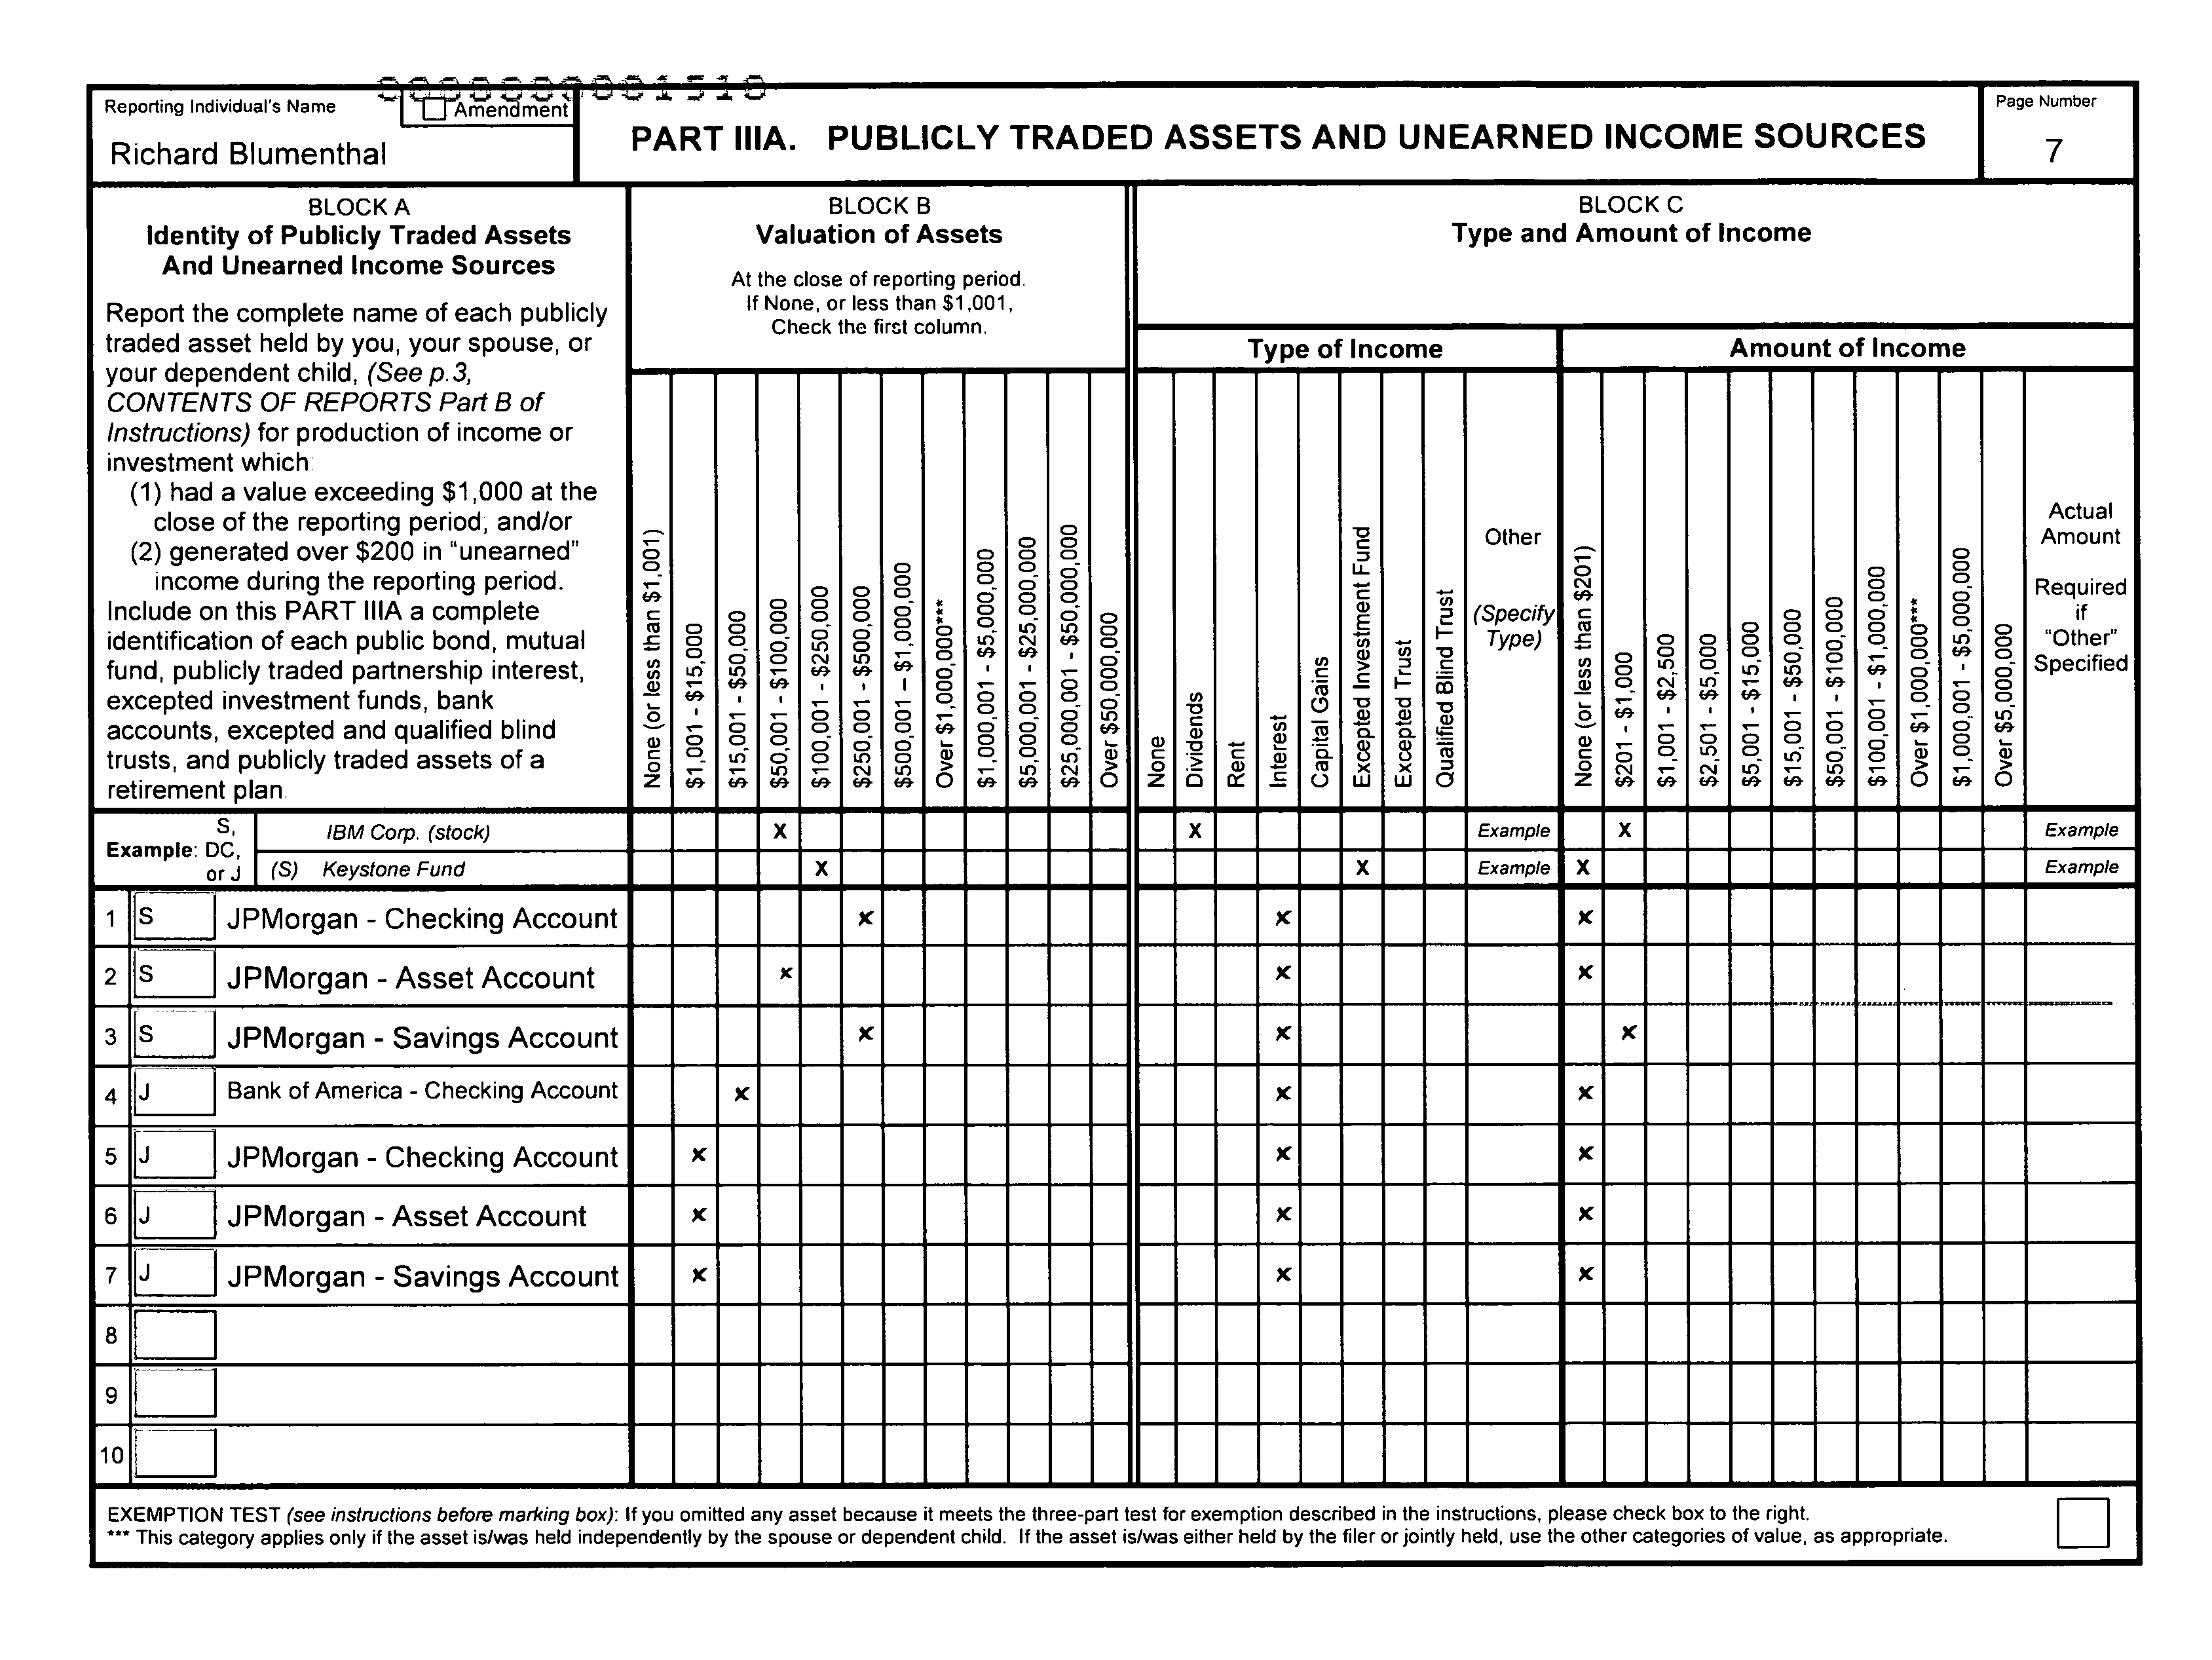 000000001510
Reporting Individual's Name
Amendment
Richard Blumenthal
PART IIIA. PUBLICLY TRADED ASSETS AND UNEARNED INCOME SOURCES
Page Number
7
BLOCK A
Identity of Publicly Traded Assets
And Unearned Income Sources
Report the complete name of each publicly
traded asset held by you, your spouse, or
your dependent child, (See p.3,
CONTENTS OF REPORTS Part B of
Instructions) for production of income or
investment which:
(1) had a value exceeding $1,000 at the
close of the reporting period; and/or
(2) generated over $200 in “unearned”
income during the reporting period.
Include on this PART IIIA a complete
identification of each public bond, mutual
fund, publicly traded partnership interest,
excepted investment funds, bank
accounts, excepted and qualified blind
trusts, and publicly traded assets of a
retirement plan.
BLOCK B
Valuation of Assets
At the close of reporting period.
If None, or less than $1,001,
Check the first column.
None (or less than $1,001)
$1,001 - $15,000
$15,001 - $50,000
$50,001 - $100,000
$100,001 - $250,000
$250,001 - $500,000
$500,001 – $1,000,000
Over $1,000,000***
$1,000,001 - $5,000,000
$5,000,001 - $25,000,000
$25,000,001 - $50,000,000
Over $50,000,000
BLOCK C
Type and Amount of Income
Type of Income
None
Dividends
Rent
Interest
Capital Gains
Excepted Investment Fund
Excepted Trust
Qualified Blind Trust
Other
(Specify
Type)
Amount of Income
None (or less than $201)
$201 - $1,000
$1,001 - $2,500
$2,501 - $5,000
$5,001 - $15,000
$15,001 - $50,000
$50,001 - $100,000
$100,001 - $1,000,000
Over $1,000,000***
$1,000,001 - $5,000,000
Over $5,000,000
Actual
Amount
Required
if
“Other”
Specified
Example: S,
DC,
or J
IBM Corp. (stock) X X Example X Example
(S) Keystone Fund X X Example X Example
1 S JPMorgan - Checking Account x x x
2 S JPMorgan - Asset Account x x x
3 S JPMorgan - Savings Account x x x
4 J Bank of America - Checking Account x x x
5 J JPMorgan - Checking Account x x x
6 J JPMorgan - Asset Account x x x
7 J JPMorgan - Savings Account x x x
8
9
10
EXEMPTION TEST (see instructions before marking box): If you omitted any asset because it meets the three-part test for exemption described in the instructions, please check box to the right.
*** This category applies only if the asset is/was held independently by the spouse or dependent child. If the asset is/was either held by the filer or jointly held, use the other categories of value, as appropriate.